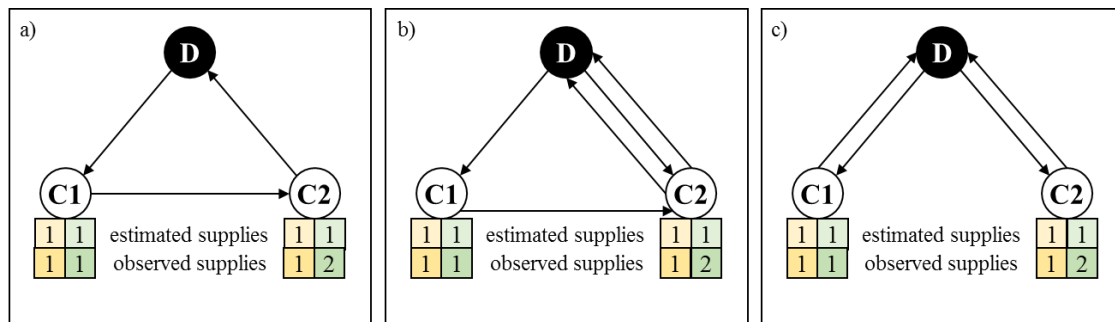 a)
D
C1
C2
1 1 estimated supplies 1 1
1 1 observed supplies 1 2
b)
D
C1
C2
1 1 estimated supplies 1 1
1 1 observed supplies 1 2
c)
D
C1
C2
1 1 estimated supplies 1 1
1 1 observed supplies 1 2